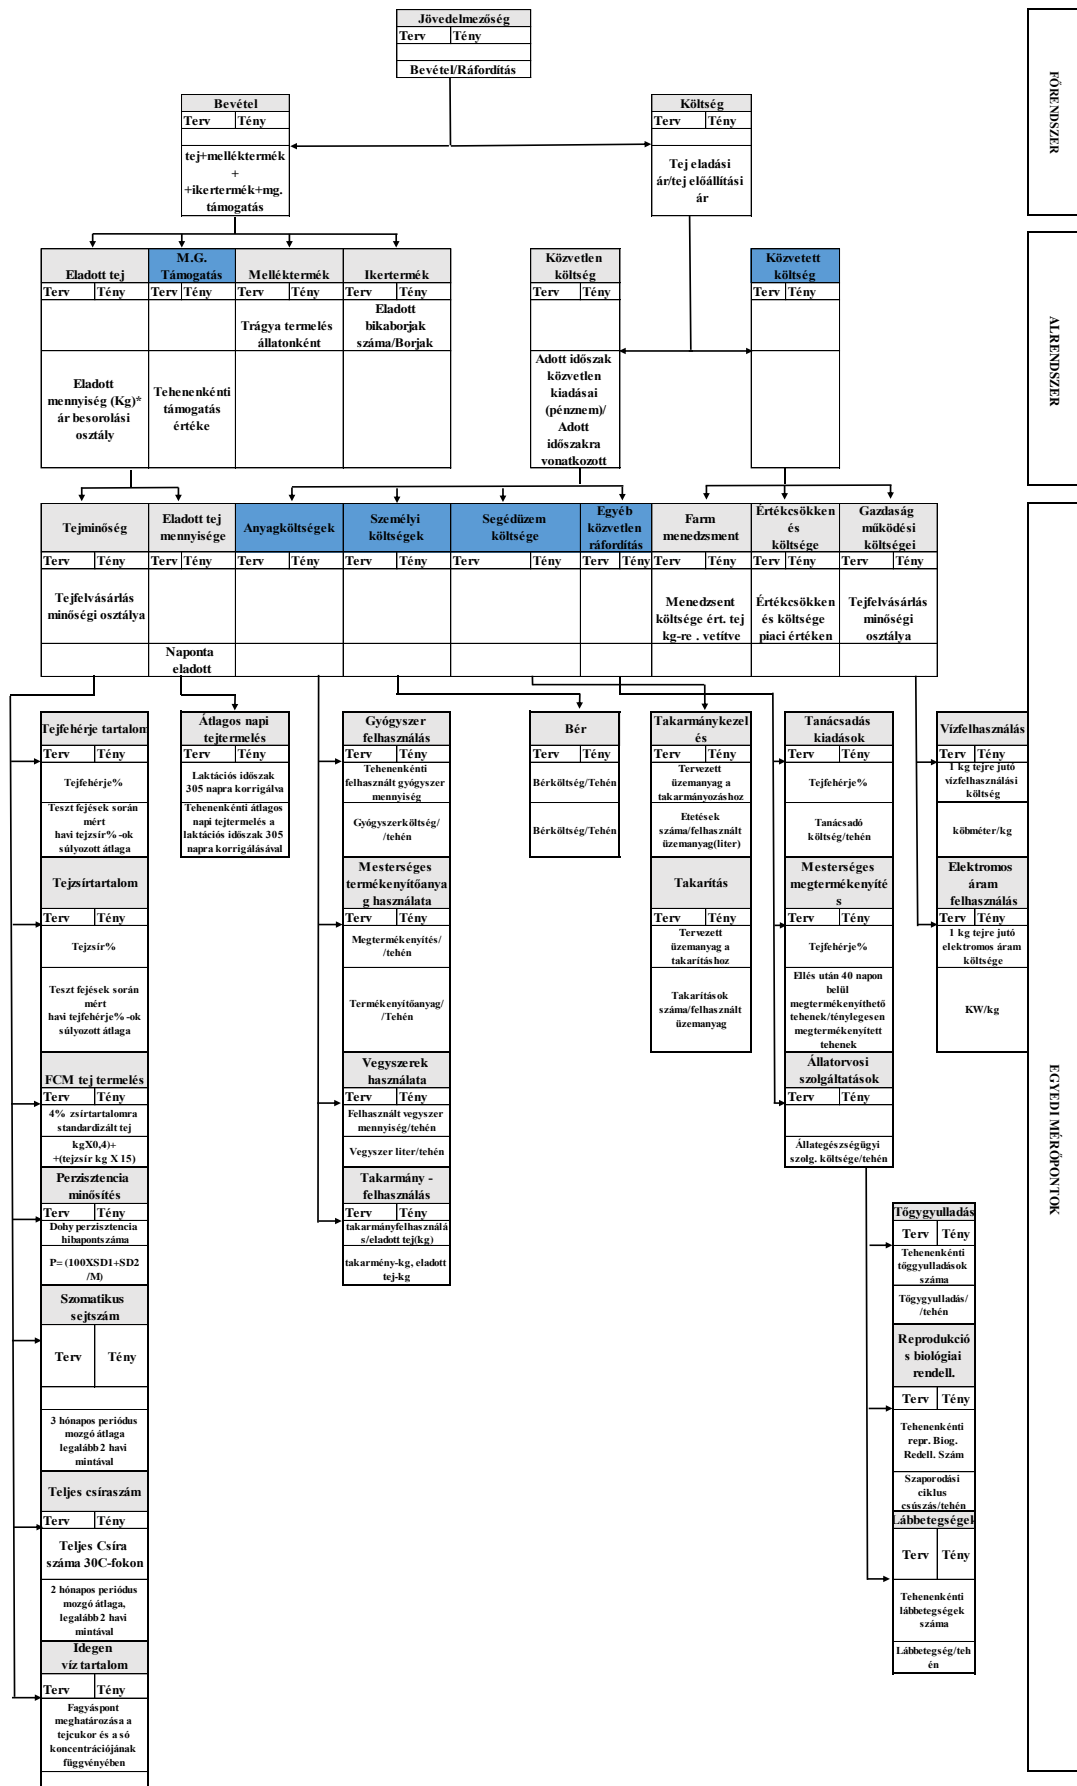 Jövedelmezőség
Terv Tény
Bevétel/Ráfordítás
FŐRENDSZER
Bevétel
Terv Tény
tej+melléktermék
+
+ikertermék+mg.
támogatás
Költség
Terv Tény
Tej eladási
ár/tej előállítási
ár
ALRENDSZER
Eladott tej
Terv Tény
Eladott
mennyiség (Kg)*
ár besorolási
osztály
M.G.
Támogatás
Terv Tény
Tehenenkénti
támogatás
értéke
Melléktermék
Terv Tény
Trágya termelés
állatonként
Ikertermék
Terv Tény
Eladott
bikaborjak
száma/Borjak
Közvetlen
költség
Terv Tény
Adott időszak
közvetlen
kiadásai
(pénznem)/
Adott
időszakra
vonatkozott
Közvetett
költség
Terv Tény
EGYEDI MÉRŐPONTOK
Tejminőség
Terv Tény
Tejfelvásárlás
minőségi osztálya
Eladott tej
mennyisége
Terv Tény
Naponta
eladott
Anyagköltségek
Terv Tény
Személyi
költségek
Terv Tény
Segédüzem
költsége
Terv Tény
Egyéb
közvetlen
ráfordítás
Terv Tény
Farm
menedzsment
Terv Tény
Menedzsent
költsége ért. tej
kg-re . vetítve
Értékcsökken
és
költsége
Terv Tény
Értékcsökken
és költsége
piaci értéken
Gazdaság
működési
költségei
Terv Tény
Tejfelvásárlás
minőségi
osztálya
Tejfehérje tartalom
Terv Tény
Tejfehérje%
Teszt fejések során
mért
havi tejzsír% -ok
súlyozott átlaga
Tejzsírtartalom
Terv Tény
Tejzsír%
Teszt fejések során
mért
havi tejfehérje% -ok
súlyozott átlaga
FCM tej termelés
Terv Tény
4% zsírtartalomra
standardizált tej
kgX0,4)+
+(tejzsír kg X 15)
Perzisztencia
minősítés
Terv Tény
Dohy perzisztencia
hibapontszáma
P= (100XSD1+SD2
/M)
Szomatikus
sejtszám
Terv Tény
3 hónapos periódus
mozgó átlaga
legalább 2 havi
mintával
Teljes csíraszám
Terv Tény
Teljes Csíra
száma 30C-fokon
2 hónapos periódus
mozgó átlaga,
legalább 2 havi
mintával
Idegen
víz tartalom
Terv Tény
Fagyáspont
meghatározása a
tejcukor és a só
koncentrációjának
függvényében
Átlagos napi
tejtermelés
Terv Tény
Laktációs időszak
305 napra korrigálva
Tehenenkénti átlagos
napi tejtermelés a
laktációs időszak 305
napra korrigálásával
Gyógyszer
felhasználás
Terv Tény
Tehenenkénti
felhasznált gyógyszer
mennyiség
Gyógyszerköltség/
/tehén
Mesterséges
termékenyítőanya
g használata
Terv Tény
Megtermékenyítés/
/tehén
Termékenyítőanyag/
/Tehén
Vegyszerek
használata
Terv Tény
Felhasznált vegyszer
mennyiség/tehén
Vegyszer liter/tehén
Takarmány -
felhasználás
Terv Tény
takarmányfelhasználá
s/eladott tej(kg)
takarmény-kg, eladott
tej-kg
Bér
Terv Tény
Bérköltség/Tehén
Bérköltség/Tehén
Takarmánykezel
és
Terv Tény
Tervezett
üzemanyag a
takarmányozáshoz
Etetések
száma/felhasznált
üzemanyag(liter)
Takarítás
Terv Tény
Tervezett
üzemanyag a
takarításhoz
Takarítások
száma/felhasznált
üzemanyag
Tanácsadás
kiadások
Terv Tény
Tejfehérje%
Tanácsadó
költség/tehén
Mesterséges
megtermékenyíté
s
Terv Tény
Tejfehérje%
Ellés után 40 napon
belül
megtermékenyíthető
tehenek/ténylegesen
megtermékenyített
tehenek
Állatorvosi
szolgáltatások
Terv Tény
Állategészségügyi
szolg. költsége/tehén
Vízfelhasználás
Terv Tény
1 kg tejre jutó
vízfelhasználási
költség
köbméter/kg
Elektromos
áram
felhasználás
Terv Tény
1 kg tejre jutó
elektromos áram
költsége
KW/kg
Tőgygyulladás
Terv Tény
Tehenenkénti
tőggyulladások
száma
Tőgygyulladás/
/tehén
Reprodukció
s biológiai
rendell.
Terv Tény
Tehenenkénti
repr. Biog.
Redell. Szám
Szaporodási
ciklus
csúszás/tehén
Lábbetegségek
Terv Tény
Tehenenkénti
lábbetegségek
száma
Lábbetegség/teh
én